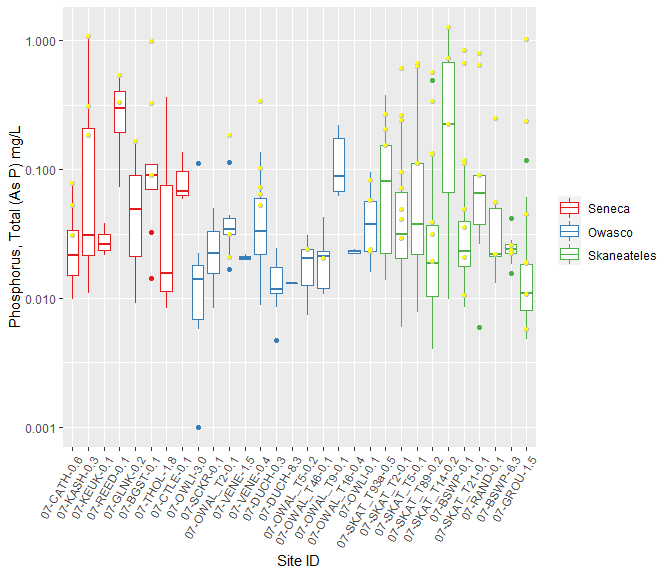 Phosphorus, Total (As P) mg/L
1.000
0.100
0.010
0.001
07-CATH-0.6
07-KASH-0.3
07-KEUK-0.1
07-REED-0.1
07-GLNK-0.2
07-BGST-0.1
07-THOL-1.8
07-CTLE-0.1
07-OWLI-3.0
07-SCKR-0.1
07-OWAL_T2-0.1
07-VENE-1.5
07-VENE-0.4
07-DUCH-0.3
07-DUCH-8.3
07-OWAL_T5-0.2
07-OWAL_T46-0.1
07-OWAL_T9-0.1
07-OWAL_T16-0.4
07-OWLI-0.1
07-SKAT_T93a-0.5
07-SKAT_T2-0.1
07-SKAT_T5-0.1
07-SKAT_T89-0.2
07-SKAT_T14-0.2
07-BSWP-0.1
07-SKAT_T21-0.1
07-RAND-0.1
07-BSWP-6.3
07-GROU-1.5
Site ID
Seneca
Owasco
Skaneateles